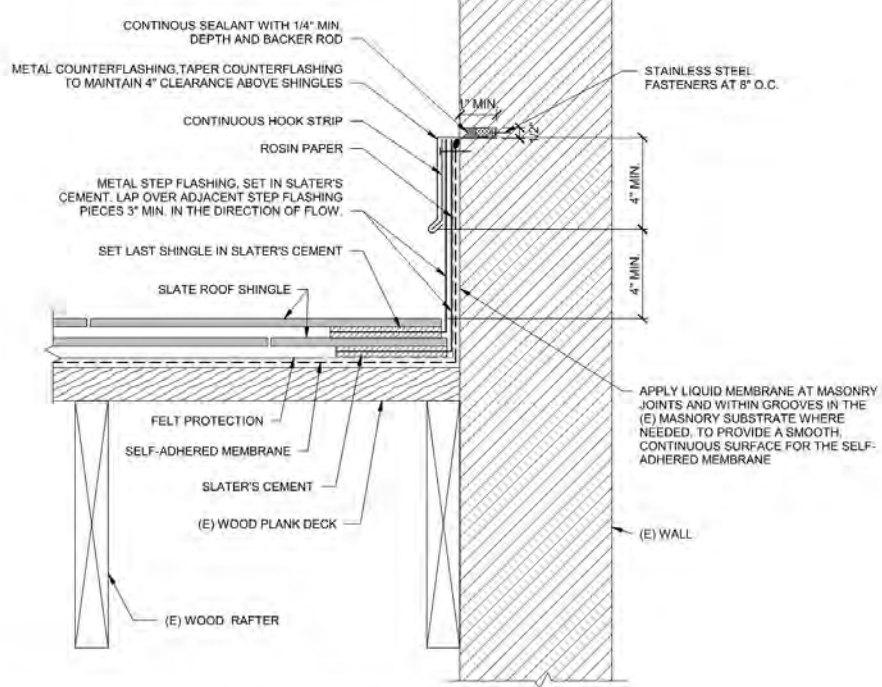 CONTINOUS SEALANT WITH 1/4" MIN.
DEPTH AND BACKER ROD
METAL COUNTERFLASHING,TAPER COUNTERFLASHING
TO MAINTAIN 4" CLEARANCE ABOVE SHINGLES
CONTINUOUS HOOK STRIP
ROSIN PAPER
METAL STEP FLASHING, SET IN SLATER'S
CEMENT. LAP OVER ADJACENT STEP FLASHING
PIECES 3" MIN. IN THE DIRECTION OF FLOW.
SET LAST SHINGLE IN SLATER'S CEMENT
SLATE ROOF SHINGLE
FELT PROTECTION
SELF-ADHERED MEMBRANE
SLATER'S CEMENT
(E) WOOD PLANK DECK
(E) WOOD RAFTER
1" MIN.
1/2"
STAINLESS STEEL
FASTENERS AT 8" O.C.
4" MIN.
4" MIN.
APPLY LIQUID MEMBRANE AT MASONRY
JOINTS AND WITHIN GROOVES IN THE
(E) MASNORY SUBSTRATE WHERE
NEEDED, TO PROVIDE A SMOOTH,
CONTINUOUS SURFACE FOR THE SELF-
ADHERED MEMBRANE
(E) WALL